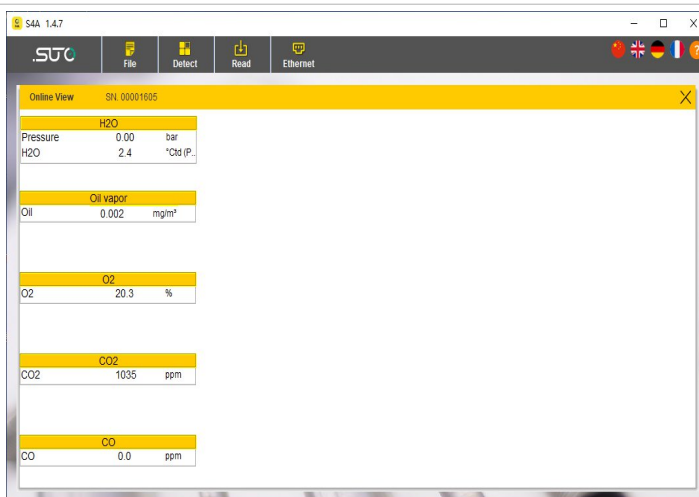 S4A 1.4.7
SUTO
File Detect Read Ethernet
?
Online View SN. 00001605 X
H2O
Pressure 0.00 bar
H2O 2.4 °Ctd (P..
Oil vapor
Oil 0.002 mg/m³
O2
O2 20.3 %
CO2
CO2 1035 ppm
CO
CO 0.0 ppm